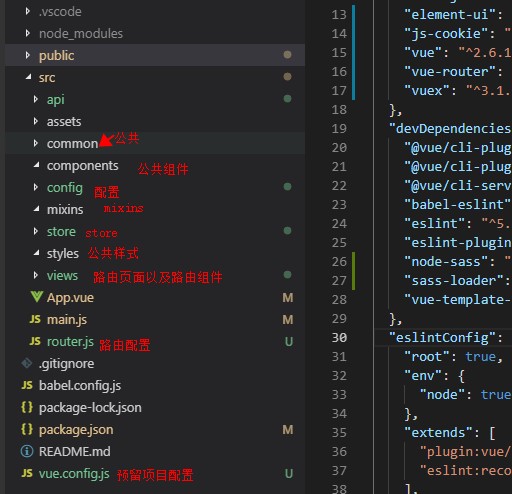 .vscode
node_modules
public
src
api
assets
common 公共
components 公共组件
config 配置
mixins mixins
store store
styles 公共样式
views 路由页面以及路由组件
App.vue M
JS main.js M
JS router.js 路由配置 U
.gitignore
JS babel.config.js
{} package-lock.json
{} package.json M
README.md
JS vue.config.js 预留项目配置 U
13 "element-ui": "
14 "js-cookie": "
15 "vue": "^2.6.1
16 "vue-router":
17 "vuex": "^3.1.
18 },
19 "devDependencies
20 "@vue/cli-plug
21 "@vue/cli-plug
22 "@vue/cli-serv
23 "babel-eslint"
24 "eslint": "^5.
25 "eslint-plugin
26 "node-sass": "
27 "sass-loader":
28 "vue-template-
29 },
30 "eslintConfig":
31 "root": true,
32 "env": {
33 "node": true
34 },
35 "extends": [
36 "plugin:vue/
37 "eslint:reco